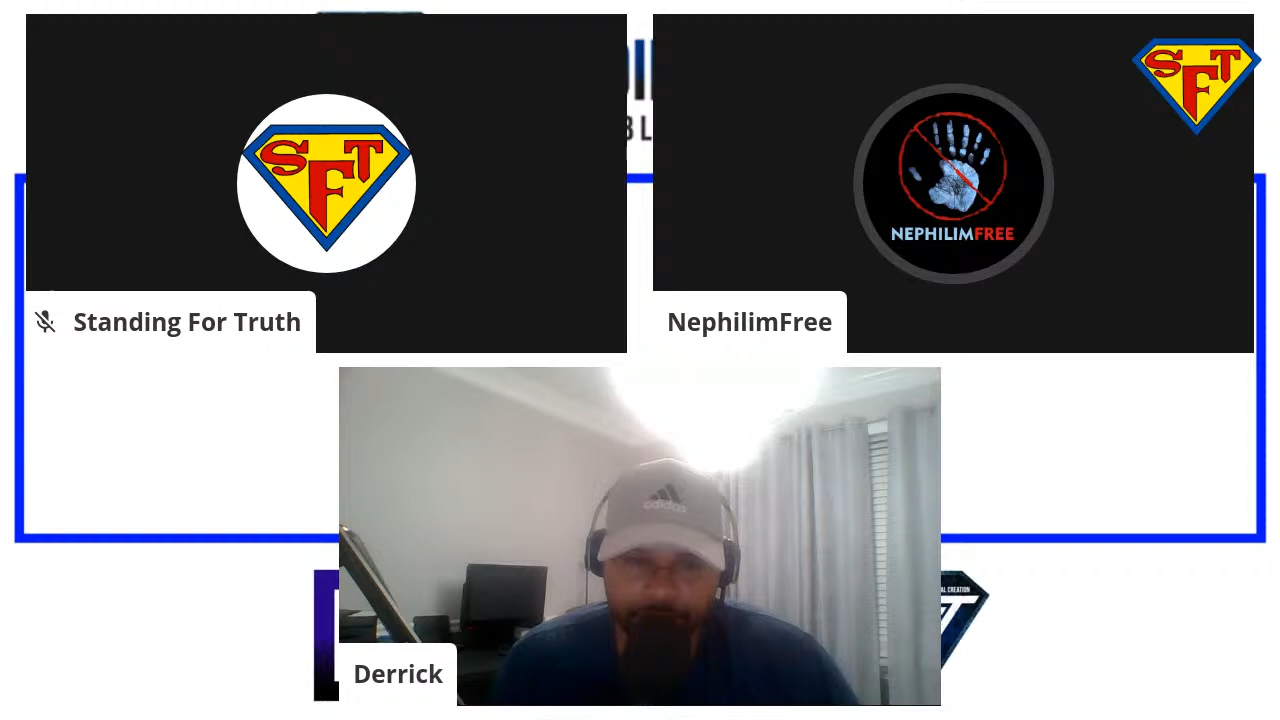 SFT
SFT
NEPHILIMFREE
Standing For Truth
NephilimFree
adidas
Derrick